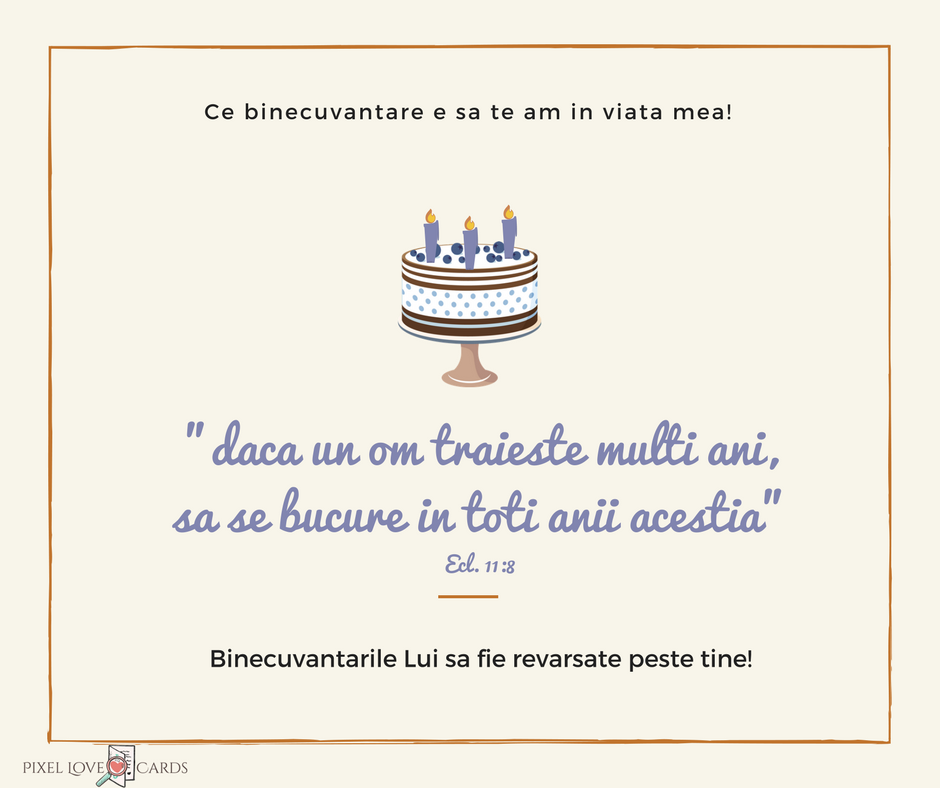 Ce binecuvantare e sa te am in viata mea!
" daca un om traieste multi ani,
sa se bucure in toti anii acestia"
Ecl. 11:8
Binecuvantarile Lui sa fie revarsate peste tine!
PIXEL LOVE CARDS